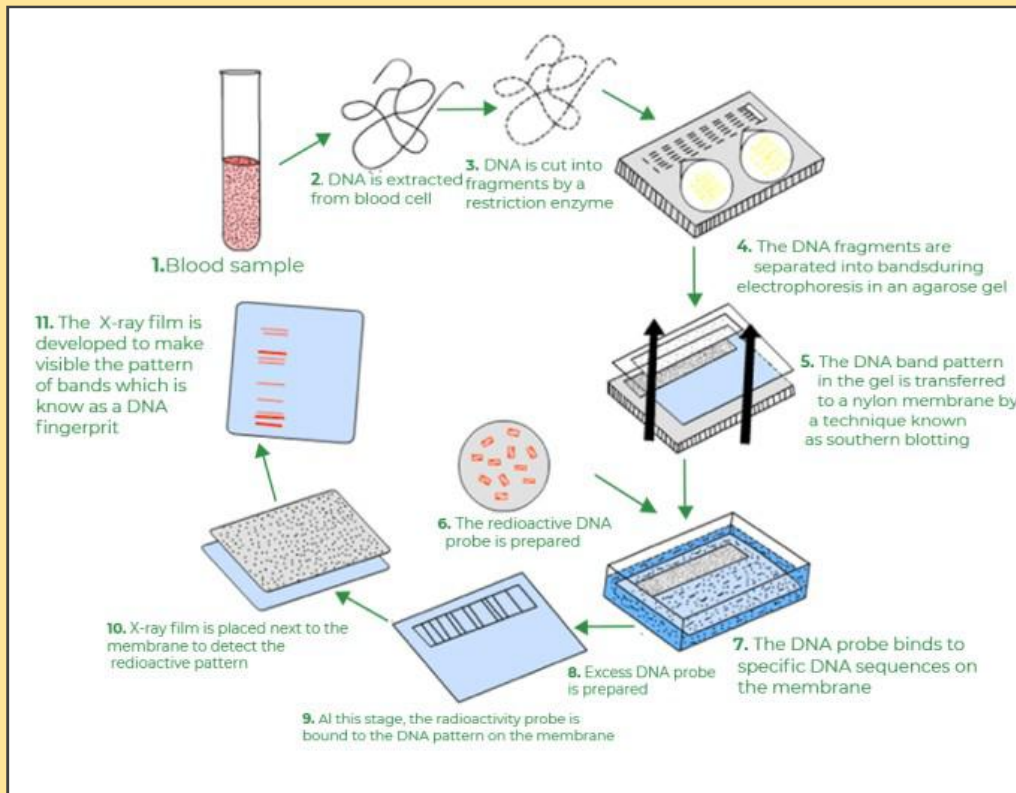 1.Blood sample
2. DNA is extracted
from blood cell
3. DNA is cut into
fragments by a
restriction enzyme
4. The DNA fragments are
separated into bandsduring
electrophoresis in an agarose gel
5. The DNA band pattern
in the gel is transferred
to a nylon membrane by
a technique known
as southern blotting
6. The redioactive DNA
probe is prepared
7. The DNA probe binds to
specific DNA sequences on
the membrane
8. Excess DNA probe
is prepared
9. Al this stage, the radioactivity probe is
bound to the DNA pattern on the membrane
10. X-ray film is placed next to the
membrane to detect the
radioactive pattern
11. The X-ray film is
developed to make
visible the pattern
of bands which is
know as a DNA
fingerprit